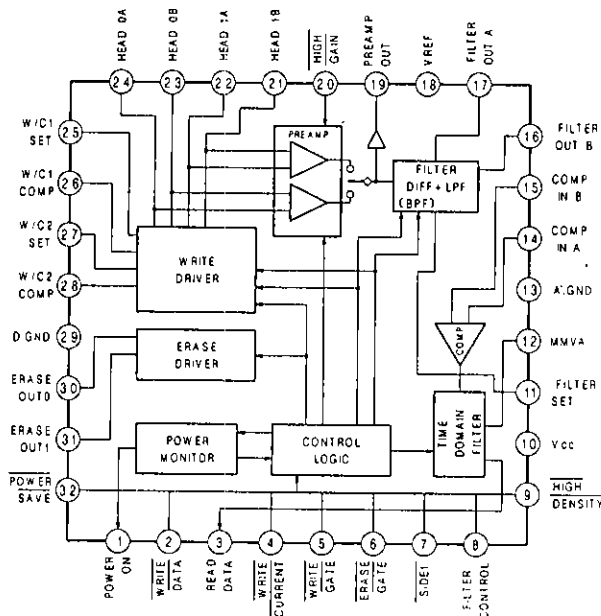 HEAD 0A
HEAD 0B
HEAD 1A
HEAD 1B
HIGH
GAIN
PREAMP
OUT
VREF
FILTER
OUT A
24
23
22
21
20
19
18
17
W/C1
SET
25
W/C1
COMP
26
W/C2
SET
27
W/C2
COMP
28
D GND
29
ERASE
OUT0
30
ERASE
OUT1
31
POWER
SAVE
32
PREAMP
FILTER
DIFF + LPF
(BPF)
WRITE
DRIVER
ERASE
DRIVER
POWER
MONITOR
CONTROL
LOGIC
COMP
TIME
DOMAIN
FILTER
16
FILTER
OUT B
15
COMP
IN B
14
COMP
IN A
13
A.GND
12
MMVA
11
FILTER
SET
10
Vcc
9
HIGH
DENSITY
1
2
3
4
5
6
7
8
POWER
ON
WRITE
DATA
READ
DATA
WRITE
CURRENT
WRITE
GATE
ERASE
GATE
SIDE1
FILTER
CONTROL